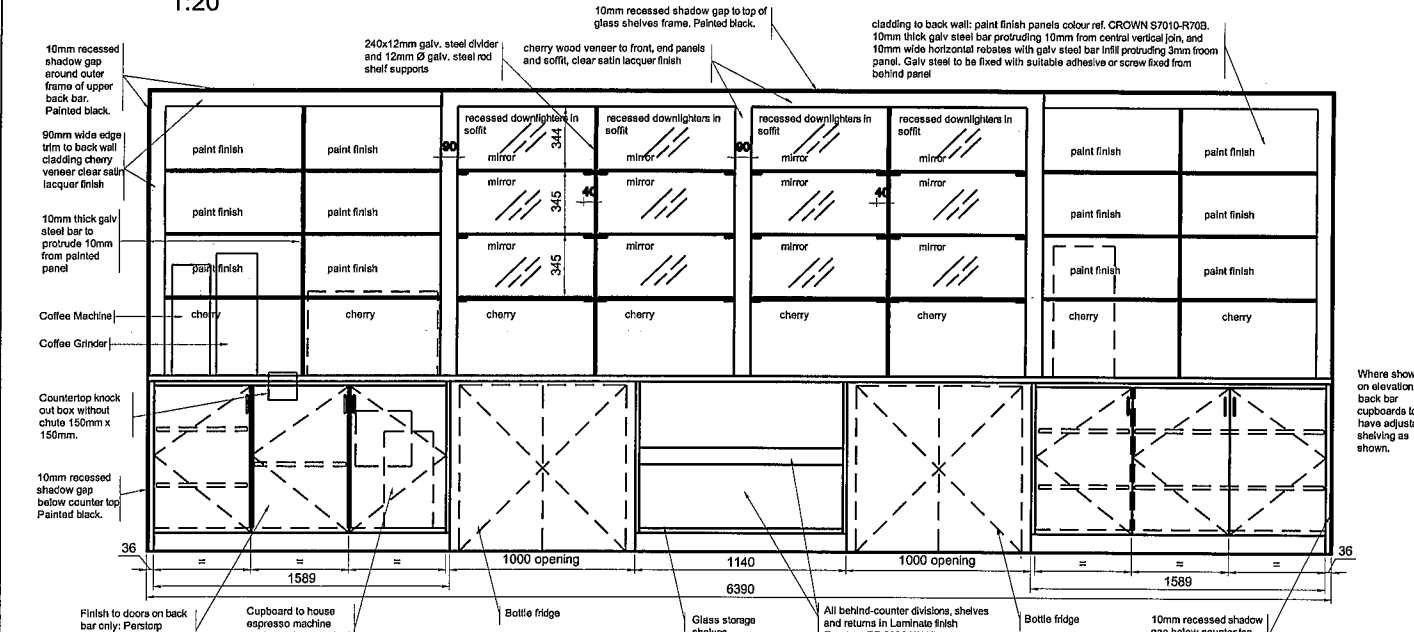 1:20
10mm recessed
shadow gap
around outer
frame of upper
back bar.
Painted black.
240x12mm galv. steel divider
and 12mm Ø galv. steel rod
shelf supports
10mm recessed shadow gap to top of
glass shelves frame. Painted black.
cherry wood veneer to front, end panels
and soffit, clear satin lacquer finish
cladding to back wall: paint finish panels colour ref. CROWN S7010-R70B.
10mm thick galv steel bar protruding 10mm from central vertical join, and
10mm wide horizontal rebates with galv steel bar infill protruding 3mm froom
panel. Galv steel to be fixed with suitable adhesive or screw fixed from
behind panel
90mm wide edge
trim to back wall
cladding cherry
veneer clear satin
lacquer finish
10mm thick galv
steel bar to
protrude 10mm
from painted
panel
Coffee Machine
Coffee Grinder
Countertop knock
out box without
chute 150mm x
150mm.
10mm recessed
shadow gap
below counter top
Painted black.
recessed downlighters in
soffit
recessed downlighters in
soffit
recessed downlighters in
soffit
recessed downlighters in
soffit
paint finish
paint finish
90
mirror
344
mirror
90
mirror
mirror
paint finish
paint finish
paint finish
paint finish
mirror
345
40
mirror
mirror
40
mirror
paint finish
paint finish
paint finish
paint finish
mirror
345
mirror
mirror
mirror
paint finish
paint finish
cherry
cherry
cherry
cherry
cherry
cherry
cherry
cherry
Where show
on elevation
back bar
cupboards to
have adjusta
shelving as
shown.
36
=
=
=
1000 opening
1140
1000 opening
=
=
=
36
1589
6390
1589
Finish to doors on back
bar only: Perstorp
Cupboard to house
espresso machine
Bottle fridge
Glass storage
shelves
All behind-counter divisions, shelves
and returns in Laminate finish
Bottle fridge
10mm recessed shadow
gap below counter top